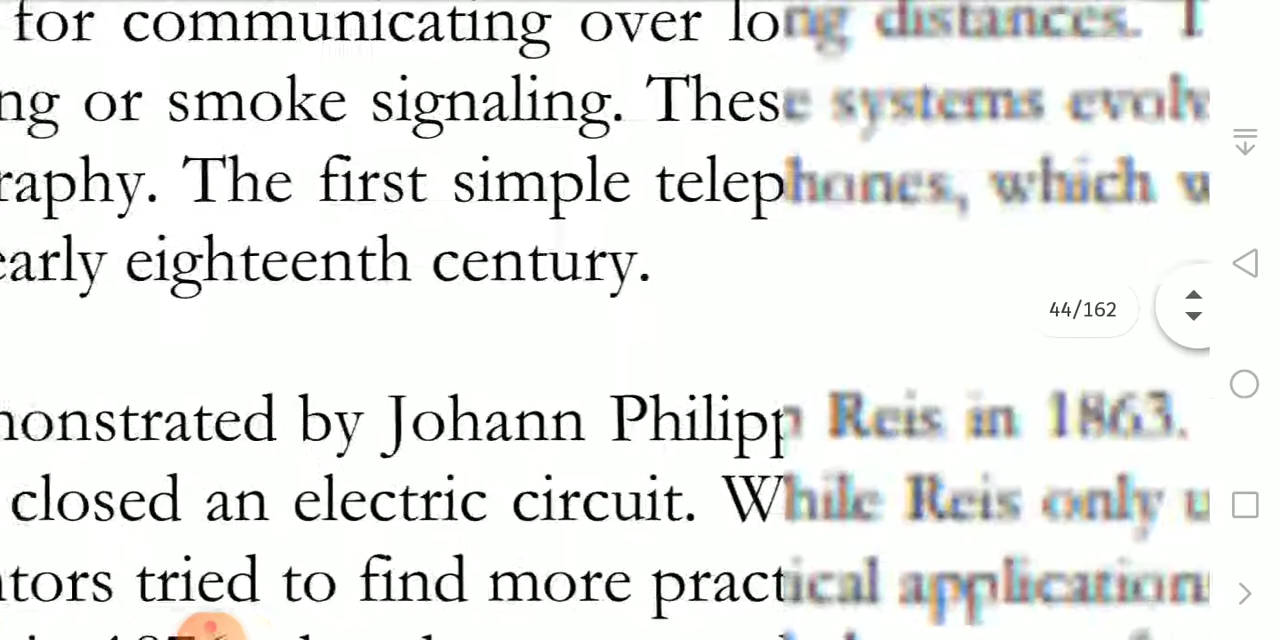 for communicating over long distances.
ng or smoke signaling. These systems evolv
raphy. The first simple telephones, which w
early eighteenth century.
44/162
monstrated by Johann Philipp Reis in 1863.
closed an electric circuit. While Reis only u
tors tried to find more practical application